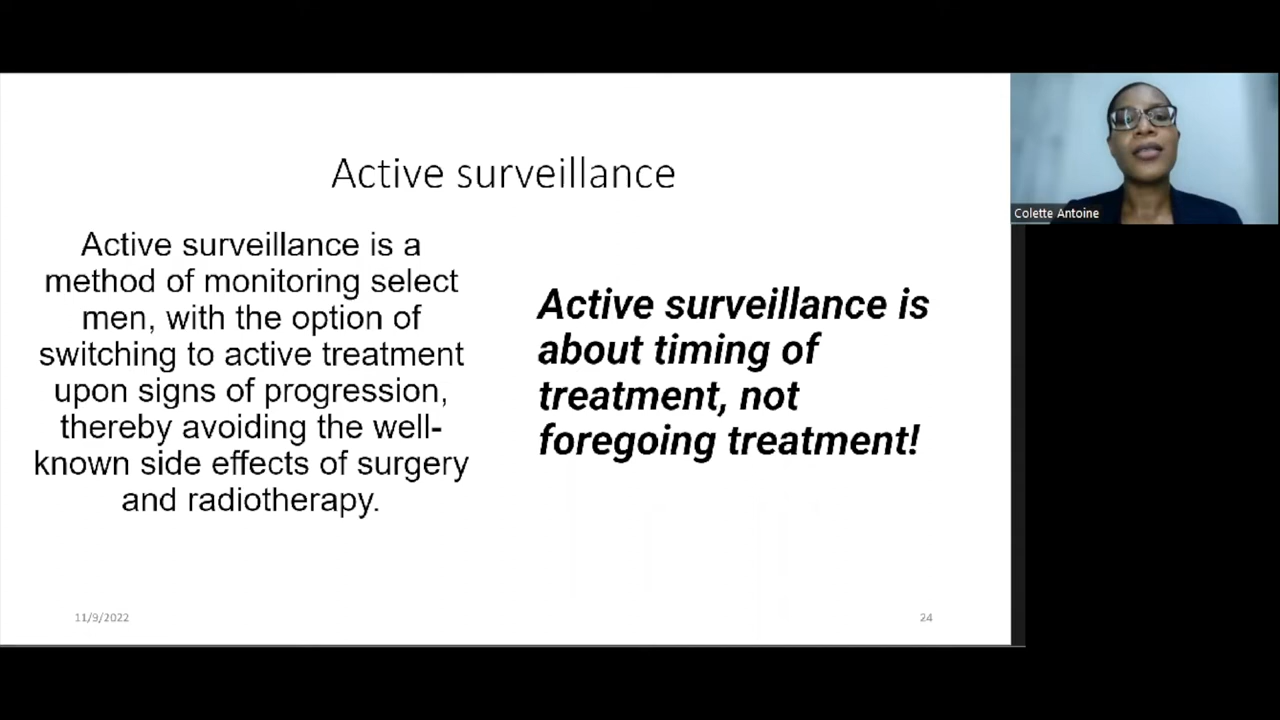 Active surveillance
Active surveillance is a
method of monitoring select
men, with the option of
switching to active treatment
upon signs of progression,
thereby avoiding the well-
known side effects of surgery
and radiotherapy.
Active surveillance is
about timing of
treatment, not
foregoing treatment!
11/9/2022
24
Colette Antoine